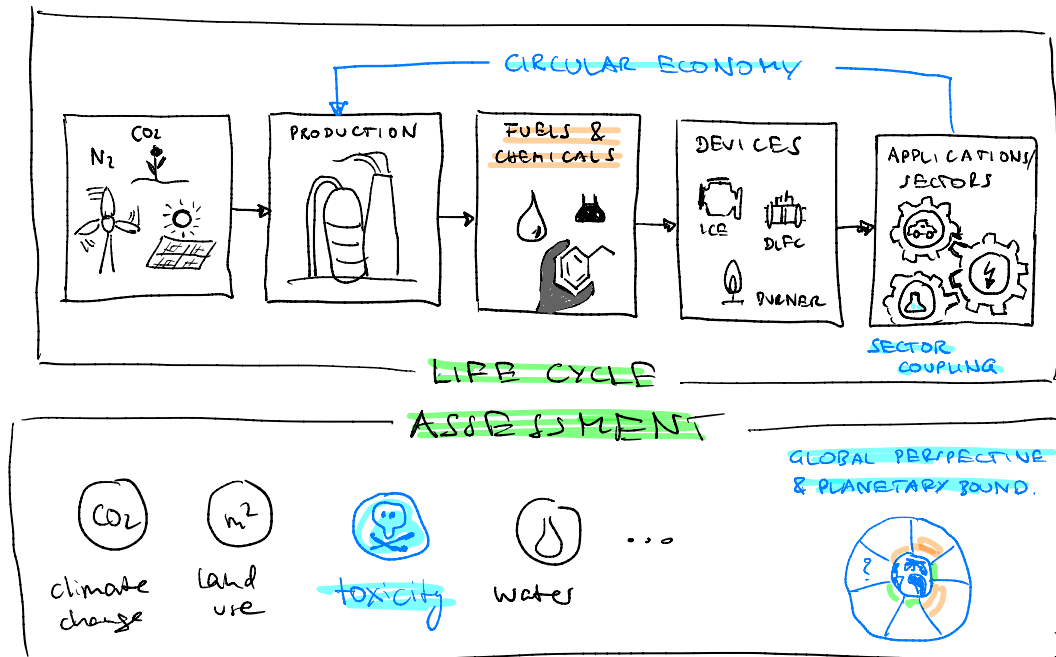 CIRCULAR ECONOMY
CO2
N2
PRODUCTION
FUELS &
CHEMICALS
DEVICES
ICE
DLFC
BURNER
APPLICATIONS/
SECTORS
SECTOR
COUPLING
LIFE CYCLE
ASSESSMENT
GLOBAL PERSPECTIVE
& PLANETARY BOUND.
CO2
m²
...
climate
change
land
use
toxicity
water
?